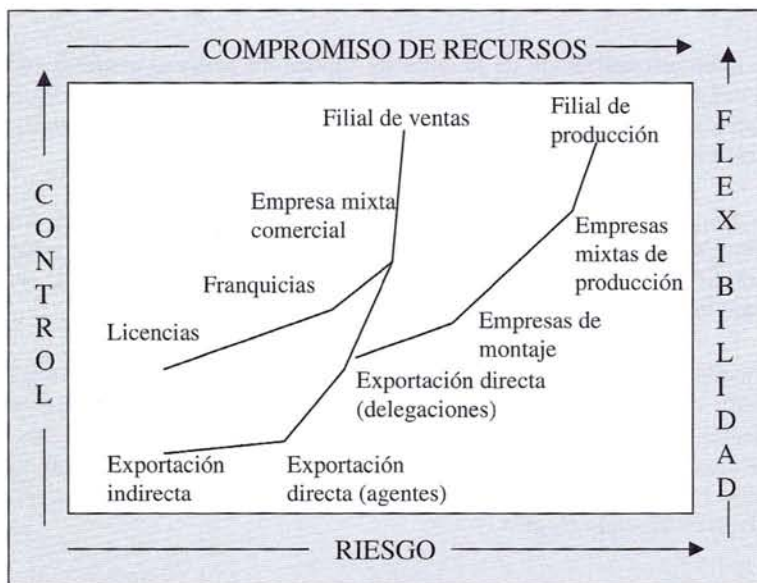 COMPROMISO DE RECURSOS
CONTROL
FLEXIBILIDAD
Filial de ventas
Filial de
producción
Empresa mixta
comercial
Empresas
mixtas de
producción
Franquicias
Licencias
Empresas de
montaje
Exportación directa
(delegaciones)
Exportación
indirecta
Exportación
directa (agentes)
RIESGO